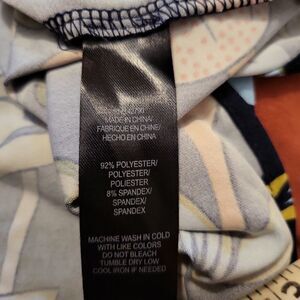 MADE IN CHINA/
FABRIQUE EN CHINE/
HECHO EN CHINA
92% POLYESTER/
POLYESTER/
POLIESTER
8% SPANDEX/
SPANDEX/
SPANDEX
MACHINE WASH IN COLD
WITH LIKE COLORS
DO NOT BLEACH
TUMBLE DRY LOW
COOL IRON IF NEEDED